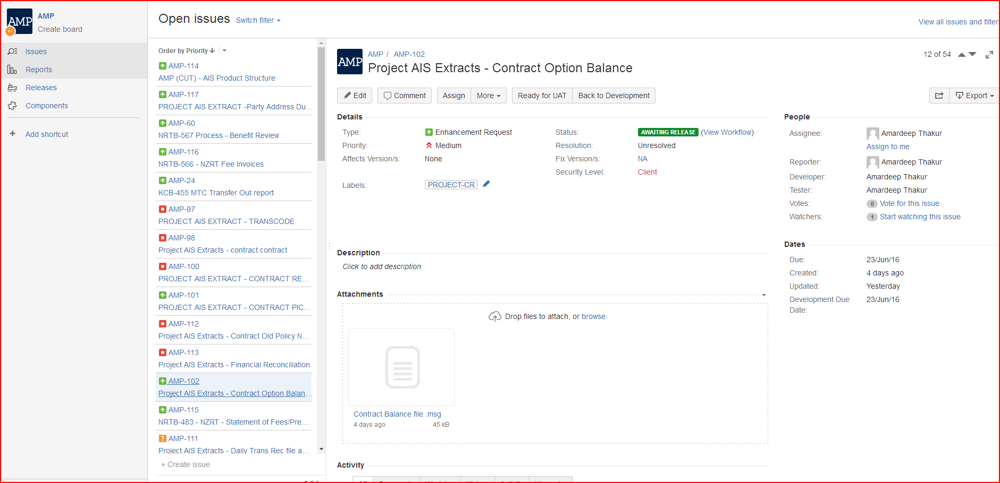 AMP
AMP
Create board
Issues
Reports
Releases
Components
+ Add shortcut
Open issues Switch filter
View all issues and filter
Order by Priority
AMP-114
AMP (CUT) - AIS Product Structure
AMP-117
PROJECT AIS EXTRACT -Party Address Du...
AMP-60
NRTB-567 Process - Benefit Review
AMP-116
NRTB-566 - NZRT Fee Invoices
AMP-24
KCB-455 MTC Transfer Out report
AMP-97
PROJECT AIS EXTRACT - TRANSCODE
AMP-98
Project AIS Extracts - contract.contract
AMP-100
PROJECT AIS EXTRACT - CONTRACT RE...
AMP-101
PROJECT AIS EXTRACT - CONTRACT PIC...
AMP-112
Project AIS Extracts - Contract Old Policy N...
AMP-113
Project AIS Extracts - Financial Reconciliation
AMP-102
Project AIS Extracts - Contract Option Balan...
AMP-115
NRTB-483 - NZRT - Statement of Fees/Pre...
? AMP-111
Project AIS Extracts - Daily Trans Rec file a...
+ Create issue
AMP
AMP / AMP-102
Project AIS Extracts - Contract Option Balance
12 of 54
Edit Comment Assign More Ready for UAT Back to Development
Export
Details
Type: Enhancement Request
Priority: Medium
Affects Version/s: None
Labels: PROJECT-CR
Status: AWAITING RELEASE (View Workflow)
Resolution: Unresolved
Fix Version/s: NA
Security Level: Client
Description
Click to add description
Attachments
Drop files to attach, or browse.
Contract Balance file .msg
4 days ago 45 kB
Activity
People
Assignee: Amardeep Thakur
Assign to me
Reporter: Amardeep Thakur
Developer: Amardeep Thakur
Tester: Amardeep Thakur
Votes: 0 Vote for this issue
Watchers: 1 Start watching this issue
Dates
Due: 23/Jun/16
Created: 4 days ago
Updated: Yesterday
Development Due
Date: 23/Jun/16